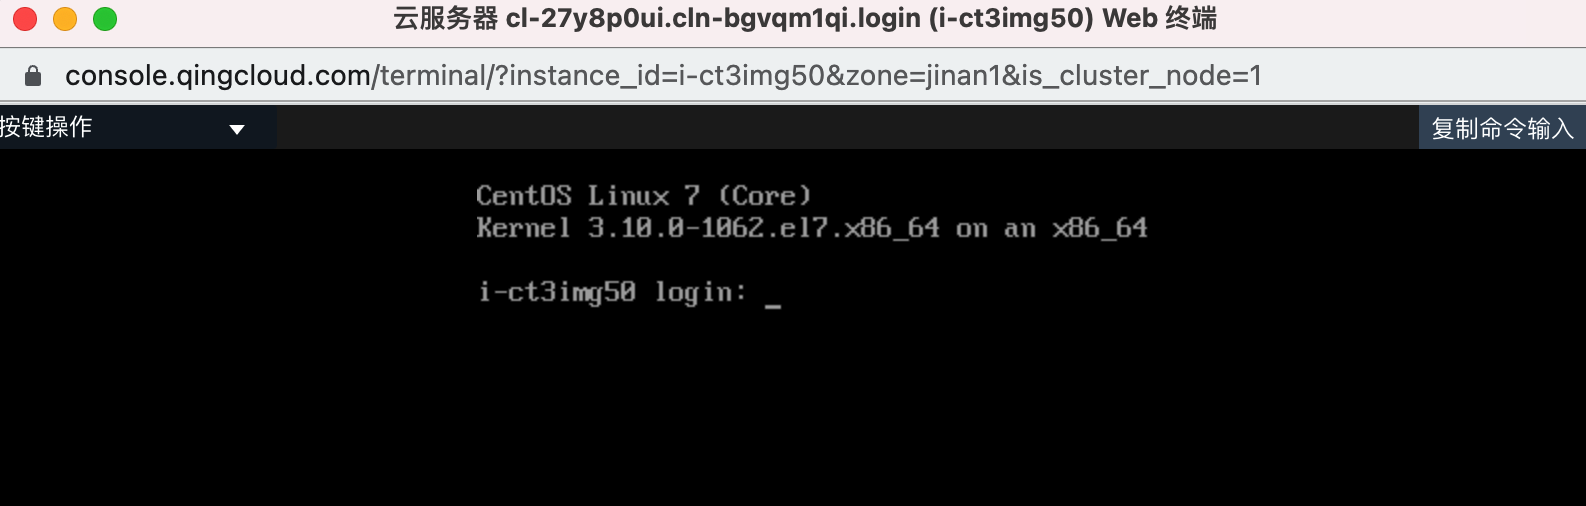 云服务器 cl-27y8p0ui.cln-bgvqm1qi.login (i-ct3img50) Web 终端
console.qingcloud.com/terminal/?instance_id=i-ct3img50&zone=jinan1&is_cluster_node=1
按键操作
复制命令输入
CentOS Linux 7 (Core)
Kernel 3.10.0-1062.el7.x86_64 on an x86_64
i-ct3img50 login: _